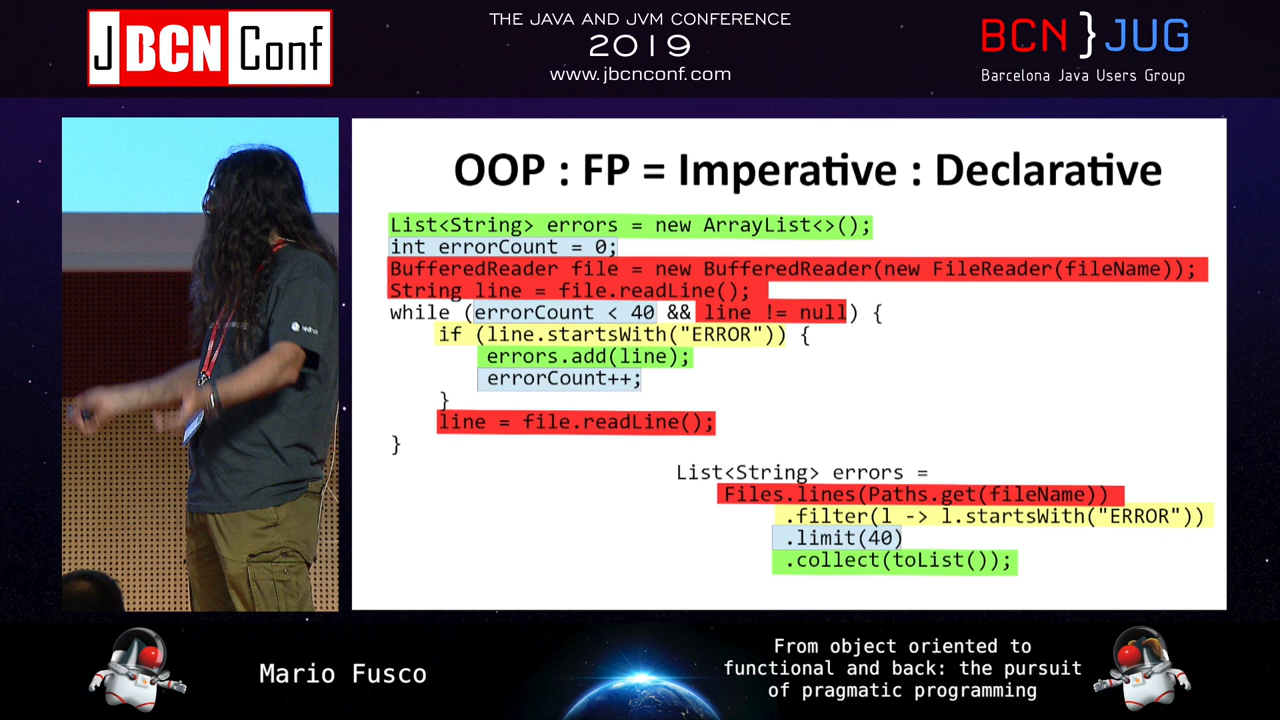 JBCNConf
THE JAVA AND JVM CONFERENCE
2019
www.jbcnconf.com
BCN}JUG
Barcelona Java Users Group
OOP : FP = Imperative : Declarative
List<String> errors = new ArrayList<>();
int errorCount = 0;
BufferedReader file = new BufferedReader(new FileReader(fileName));
String line = file.readLine();
while (errorCount < 40 && line != null) {
if (line.startsWith("ERROR")) {
errors.add(line);
errorCount++;
}
line = file.readLine();
}
List<String> errors =
Files.lines(Paths.get(fileName))
.filter(l -> l.startsWith("ERROR"))
.limit(40)
.collect(toList());
Mario Fusco
From object oriented to
functional and back: the pursuit
of pragmatic programming